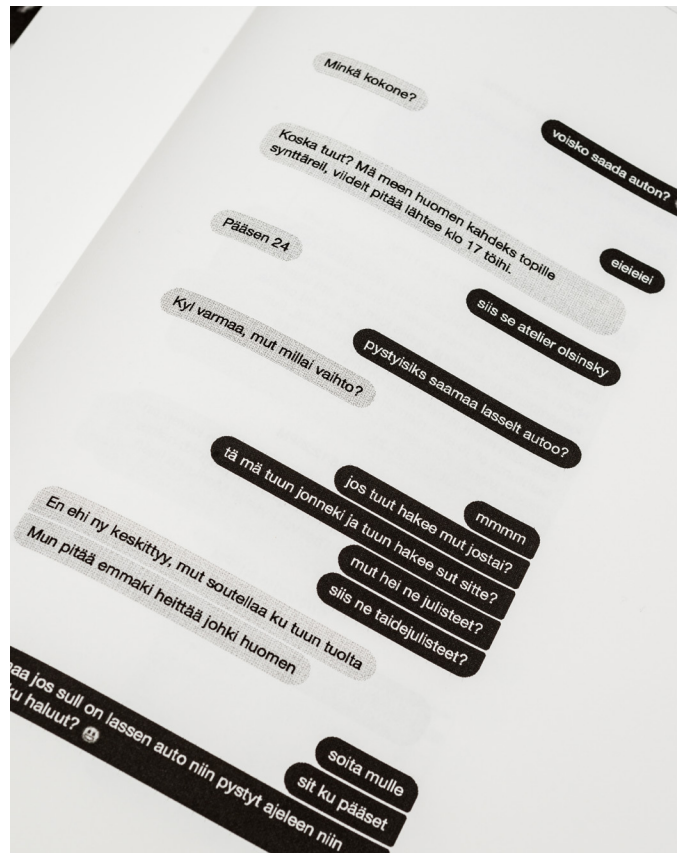 Minkä kokone?
voisko saada auton?
Koska tuut? Mä meen huomen kahdeks topille
synttäreil, viideit pitää lähtee klo 17 töihi.
eieieiei
Pääsen 24
siis se atelier olsinsky
Kyl varmaa, mut millai vaihto?
pystyisiks saamaa lasselt autoo?
mmmm
jos tuut hakee mut jostai?
tä mä tuun jonneki ja tuun hakee sut sitte?
mut hei ne julisteet?
siis ne taidejulisteet?
En ehi ny keskittyy, mut soutellaa ku tuun tuolta
Mun pitää emmaki heittää johki huomen
soita mulle
sit ku pääset
jos sull on lassen auto niin pystyt ajeleen niin
ku haluut? 😃